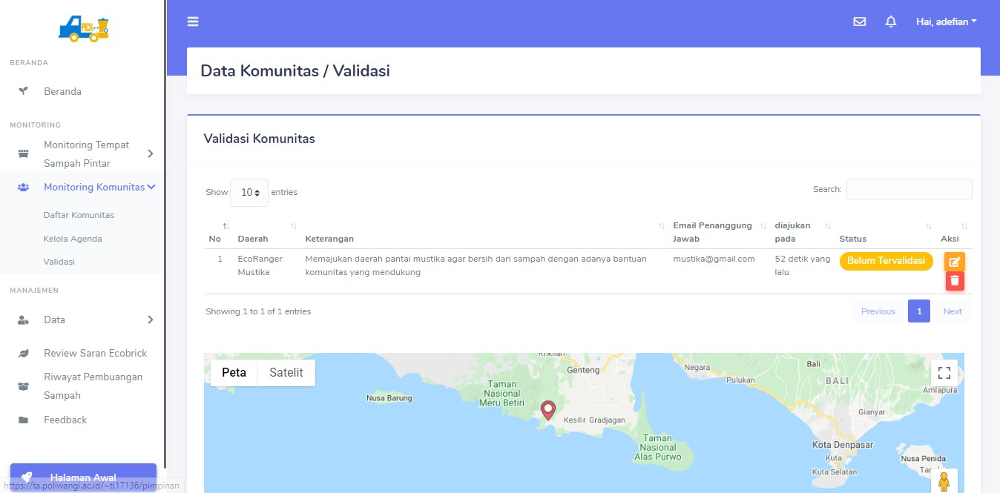 PICK
BERANDA
Beranda
MONITORING
Monitoring Tempat
Sampah Pintar
Monitoring Komunitas
Daftar Komunitas
Kelola Agenda
Validasi
MANAJEMEN
Data
Review Saran Ecobrick
Riwayat Pembuangan
Sampah
Feedback
Halaman Awal
https://ta.poliwangi.ac.id/~ti17136/pimpinan
Hai, adefian
Data Komunitas / Validasi
Validasi Komunitas
Show 10 entries
Search:
No Daerah Keterangan Email Penanggung Jawab diajukan pada Status Aksi
1 EcoRanger Mustika Memajukan daerah pantai mustika agar bersih dari sampah dengan adanya bantuan komunitas yang mendukung mustika@gmail.com 52 detik yang lalu Belum Tervalidasi
Showing 1 to 1 of 1 entries
Previous 1 Next
Peta Satelit
Krikilan
Genteng
Negara
Bali
Pulukan
BALI
Amlapura
Taman
Nasional
Meru Betiri
Nusa Barung
Gianyar
Kesilir Gradjagan
Taman
Nasional
Alas Purwo
Kota Denpasar
Kuta
Nusa Penida
Kuta Selatan